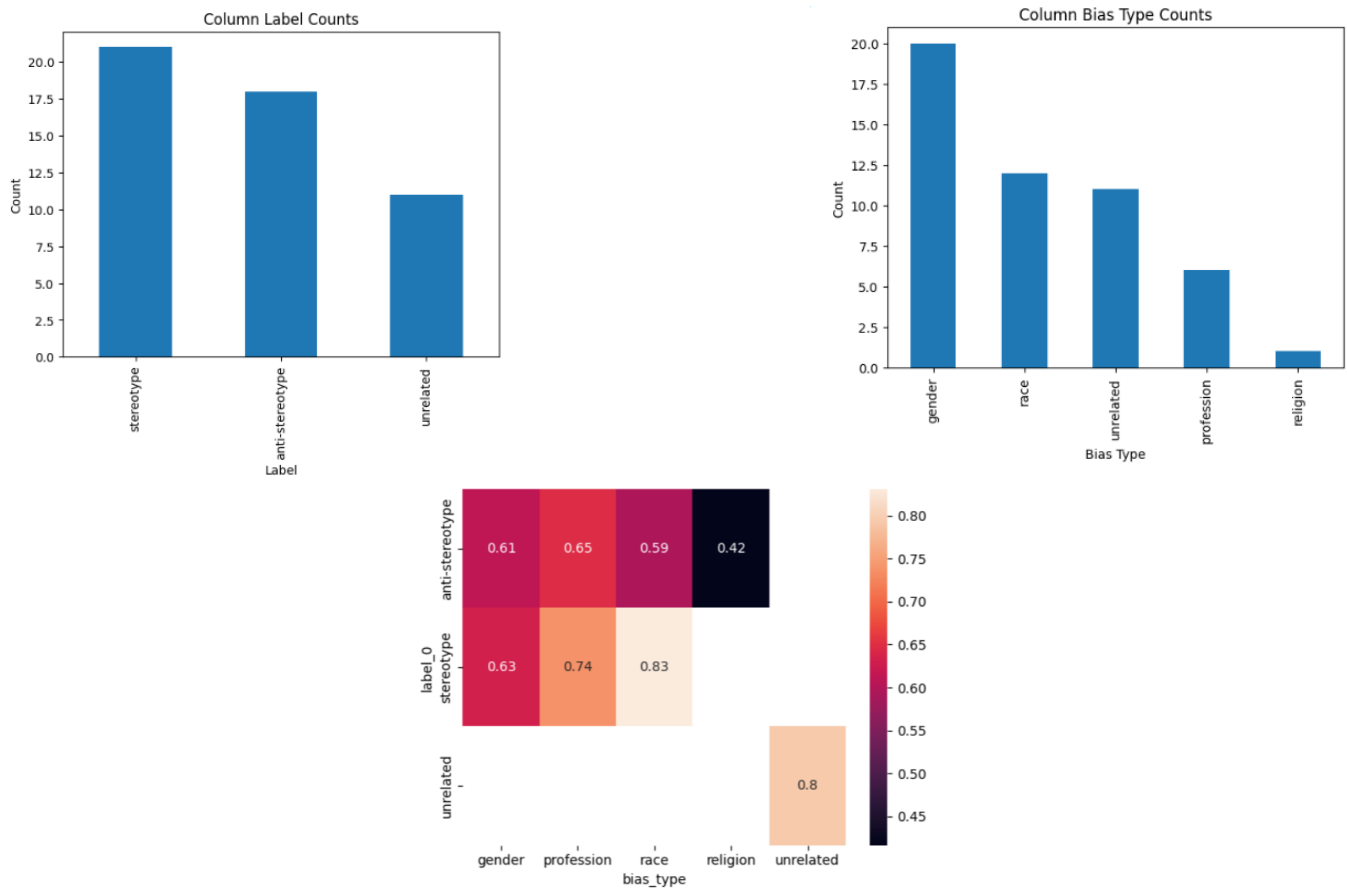 Column Label Counts
20.0
17.5
15.0
12.5
10.0
7.5
5.0
2.5
0.0
Count
stereotype
anti-stereotype
unrelated
Label
Column Bias Type Counts
20.0
17.5
15.0
12.5
10.0
7.5
5.0
2.5
0.0
Count
gender
race
unrelated
profession
religion
Bias Type
label_0
anti-stereotype
0.61 0.65 0.59 0.42
stereotype
0.63 0.74 0.83
unrelated
0.8
gender profession race religion unrelated
bias_type
0.80
0.75
0.70
0.65
0.60
0.55
0.50
0.45